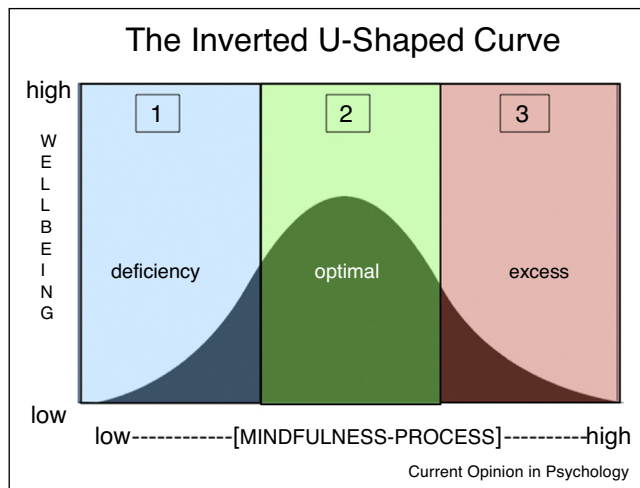 The Inverted U-Shaped Curve
high
1 2 3
WELLBEING
deficiency optimal excess
low
low------------[MINDFULNESS-PROCESS]----------high
Current Opinion in Psychology